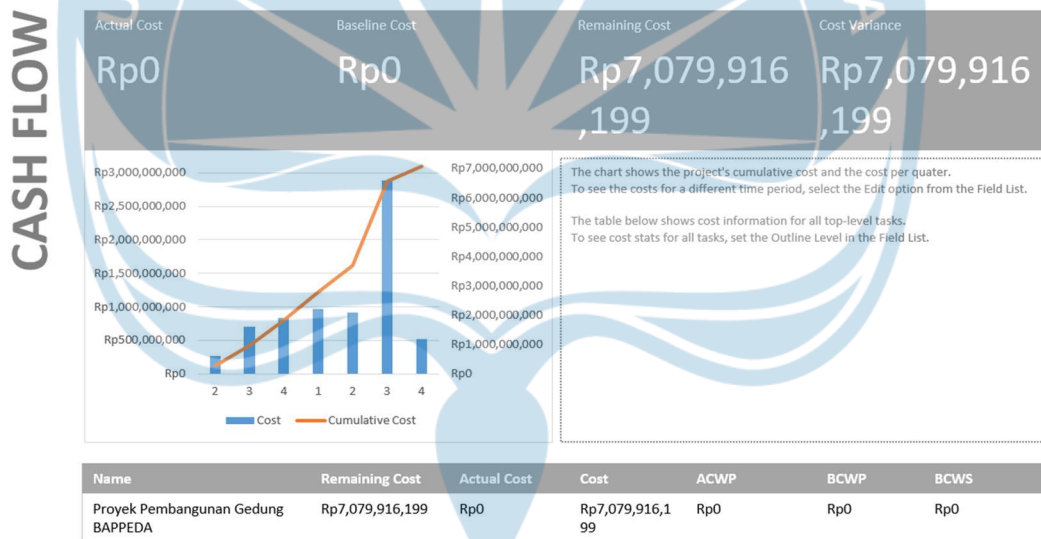 CASH FLOW
Actual Cost
Baseline Cost
Remaining Cost
Cost Variance
Rp0
Rp0
Rp7,079,916
,199
Rp7,079,916
,199
Rp3,000,000,000
Rp2,500,000,000
Rp2,000,000,000
Rp1,500,000,000
Rp1,000,000,000
Rp500,000,000
Rp0
Rp7,000,000,000
Rp6,000,000,000
Rp5,000,000,000
Rp4,000,000,000
Rp3,000,000,000
Rp2,000,000,000
Rp1,000,000,000
Rp0
2 3 4 1 2 3 4
Cost Cumulative Cost
The chart shows the project's cumulative cost and the cost per quater.
To see the costs for a different time period, select the Edit option from the Field List.
The table below shows cost information for all top-level tasks.
To see cost stats for all tasks, set the Outline Level in the Field List.
Name Remaining Cost Actual Cost Cost ACWP BCWP BCWS
Proyek Pembangunan Gedung Rp7,079,916,199 Rp0 Rp7,079,916,1 Rp0 Rp0 Rp0
BAPPEDA 99